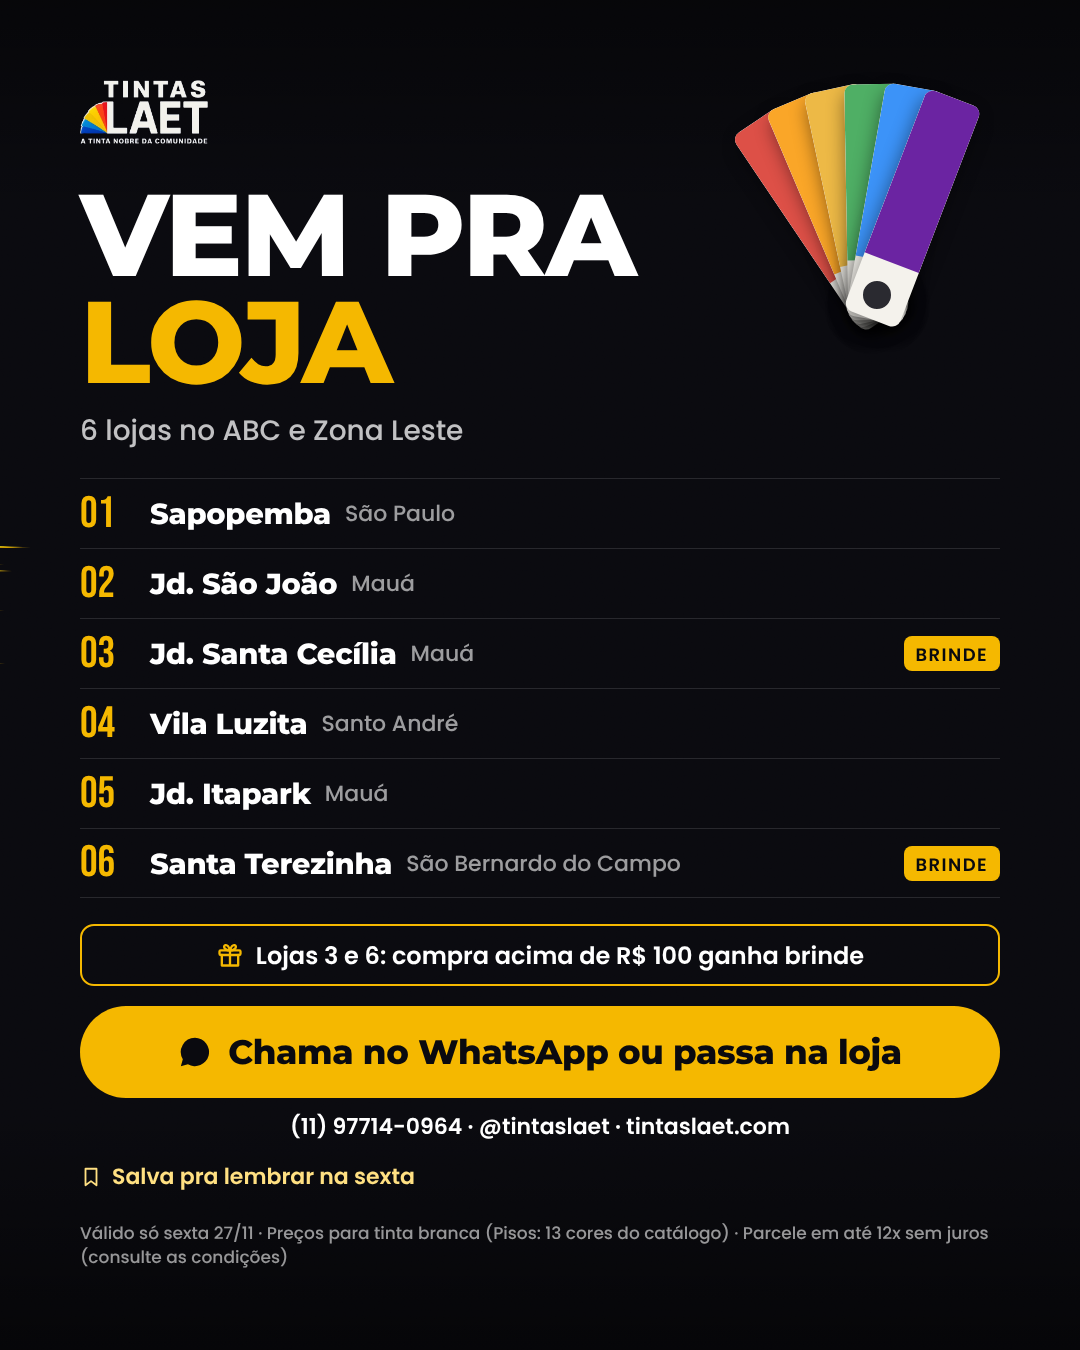 TINTAS
LAET
A TINTA NOBRE DA COMUNIDADE
VEM PRA
LOJA
6 lojas no ABC e Zona Leste
01 Sapopemba São Paulo
02 Jd. São João Mauá
03 Jd. Santa Cecília Mauá BRINDE
04 Vila Luzita Santo André
05 Jd. Itapark Mauá
06 Santa Terezinha São Bernardo do Campo BRINDE
Lojas 3 e 6: compra acima de R$ 100 ganha brinde
Chama no WhatsApp ou passa na loja
(11) 97714-0964 · @tintaslaet · tintaslaet.com
Salva pra lembrar na sexta
Válido só sexta 27/11 · Preços para tinta branca (Pisos: 13 cores do catálogo) · Parcele em até 12x sem juros
(consulte as condições)